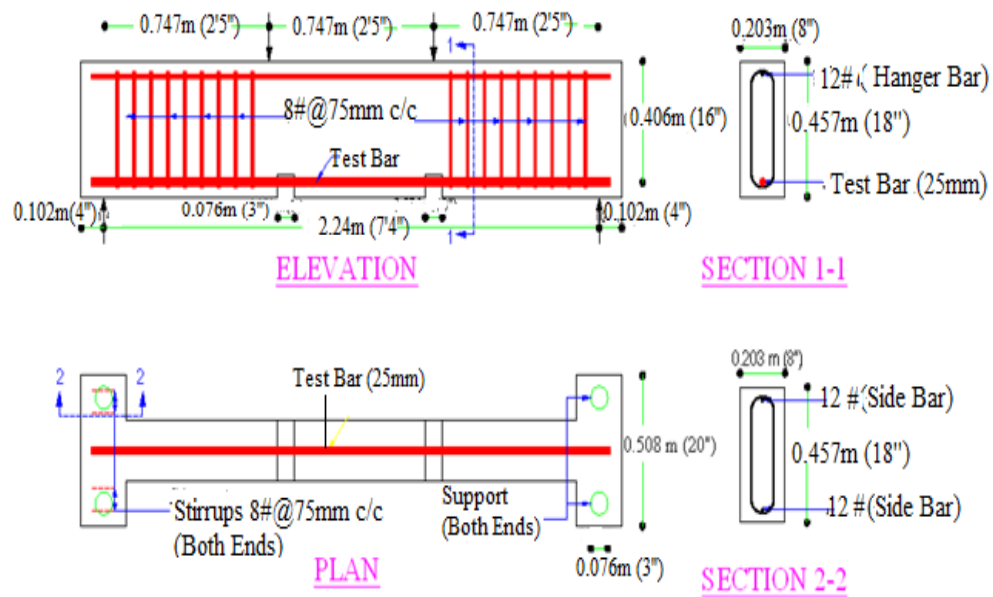 0.747m (2'5") 0.747m (2'5") 0.747m (2'5")
0.203m (8")
1
12# ( Hanger Bar)
8#@75mm c/c
0.406m (16")
0.457m (18")
Test Bar
Test Bar (25mm)
0.102m(4") 0.076m (3") 0.102m (4")
2.24m (7'4")
1
ELEVATION
SECTION 1-1
0.203 m (8")
2 2
Test Bar (25mm)
12 #(Side Bar)
0.508 m (20")
0.457m (18")
Stirrups 8#@75mm c/c
(Both Ends)
Support
(Both Ends)
12 #(Side Bar)
0.076m (3")
PLAN
SECTION 2-2